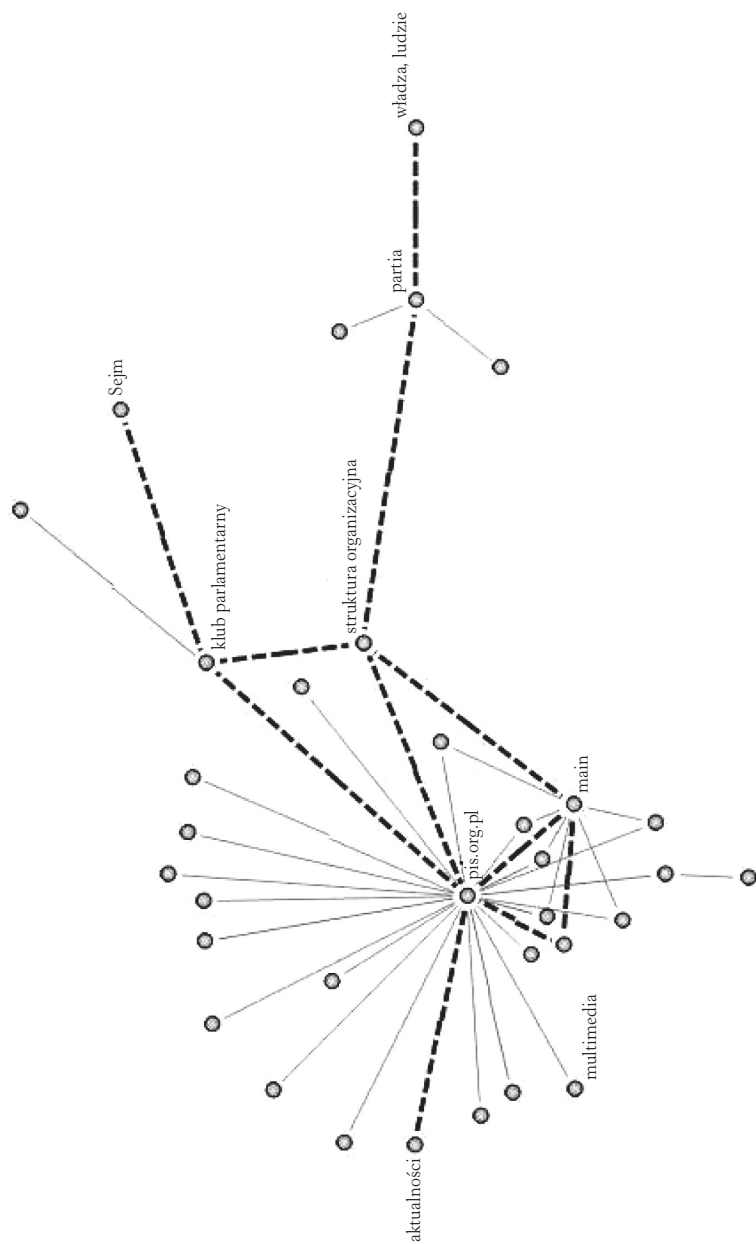 władza, ludzie
partia
Sejm
klub parlamentarny
struktura organizacyjna
main
pis.org.pl
multimedia
aktualności